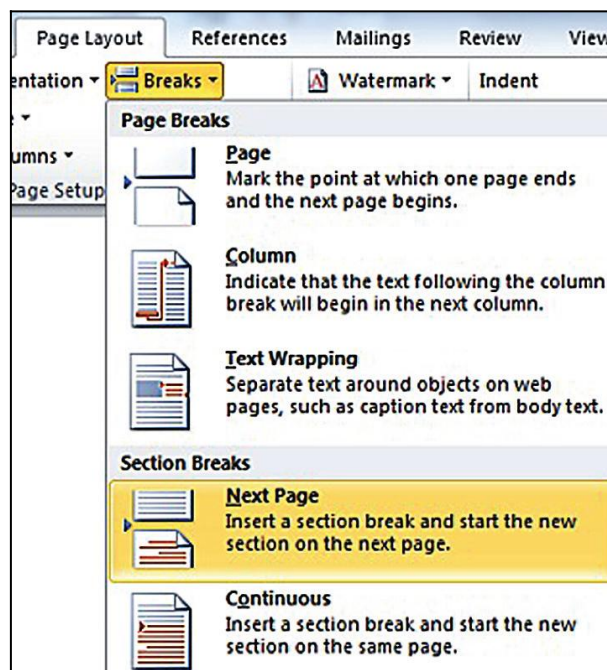 Page Layout References Mailings Review View
entation Breaks Watermark Indent
umns
Page Setup
Page Breaks
Page
Mark the point at which one page ends
and the next page begins.
Column
Indicate that the text following the column
break will begin in the next column.
Text Wrapping
Separate text around objects on web
pages, such as caption text from body text.
Section Breaks
Next Page
Insert a section break and start the new
section on the next page.
Continuous
Insert a section break and start the new
section on the same page.